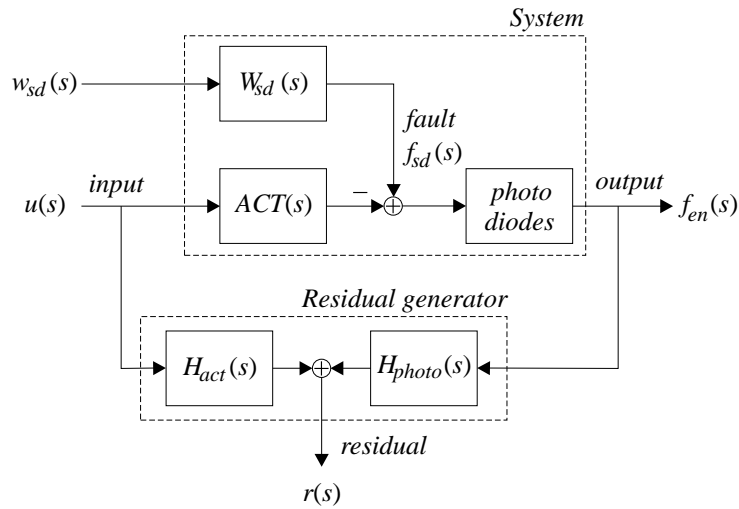 System
w_sd(s)
W_sd(s)
fault
f_sd(s)
input
u(s)
ACT(s)
−
photo
diodes
output
f_en(s)
Residual generator
H_act(s)
H_photo(s)
residual
r(s)